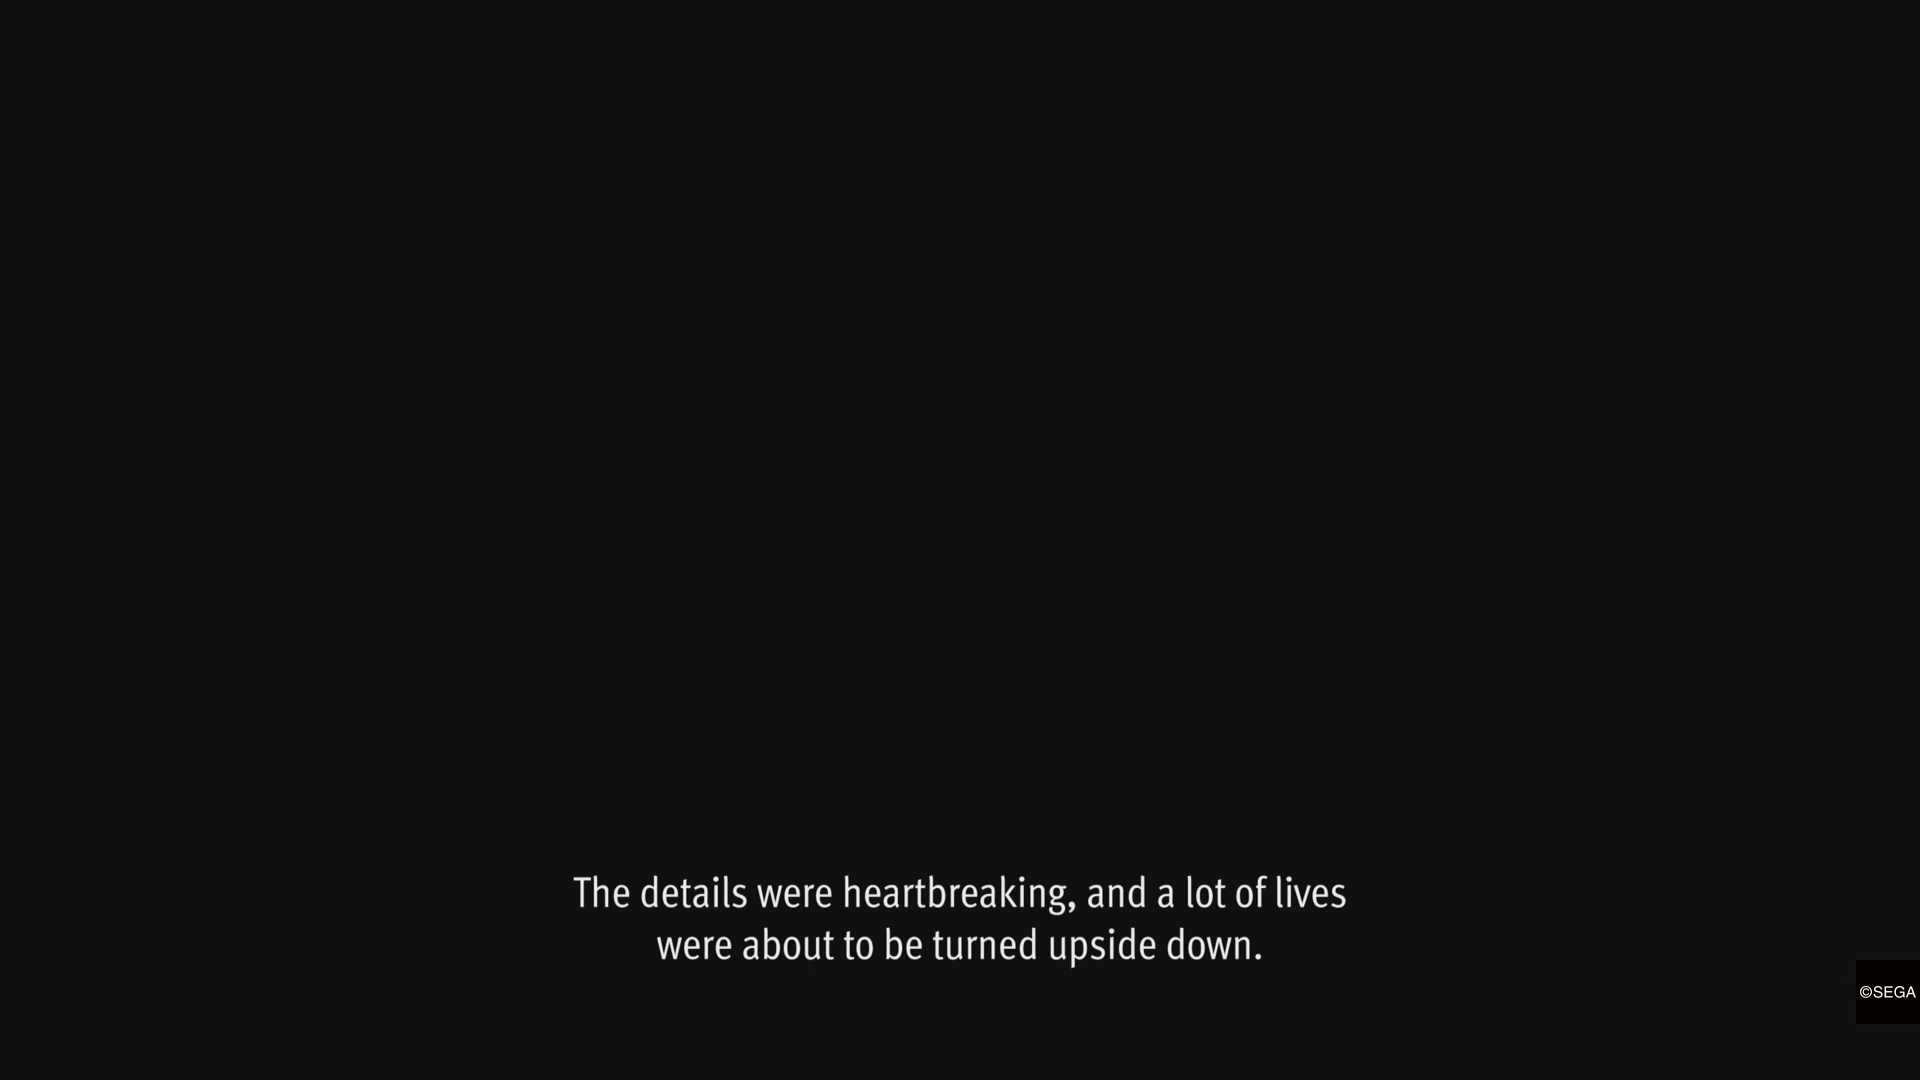 The details were heartbreaking, and a lot of lives
were about to be turned upside down.
©SEGA